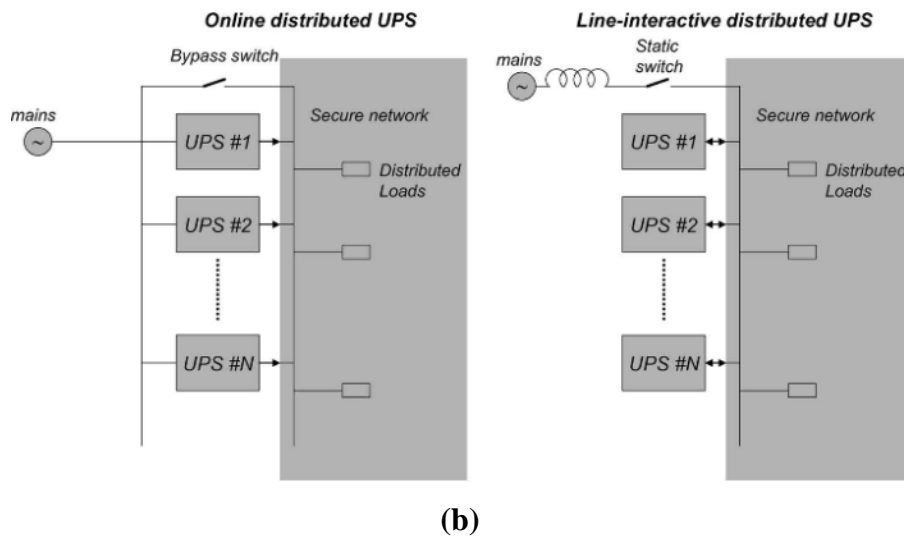 Online distributed UPS
Bypass switch
mains
~
UPS #1
UPS #2
UPS #N
Secure network
Distributed
Loads
Line-interactive distributed UPS
Static
switch
mains
~
UPS #1
UPS #2
UPS #N
Secure network
Distributed
Loads
(b)